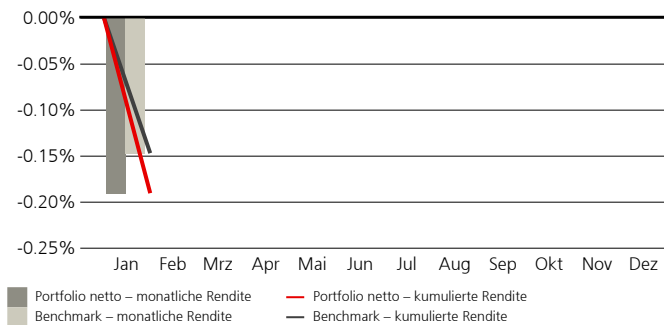 0.00%
-0.05%
-0.10%
-0.15%
-0.20%
-0.25%
Jan Feb Mrz Apr Mai Jun Jul Aug Sep Okt Nov Dez
Portfolio netto – monatliche Rendite Portfolio netto – kumulierte Rendite
Benchmark – monatliche Rendite Benchmark – kumulierte Rendite